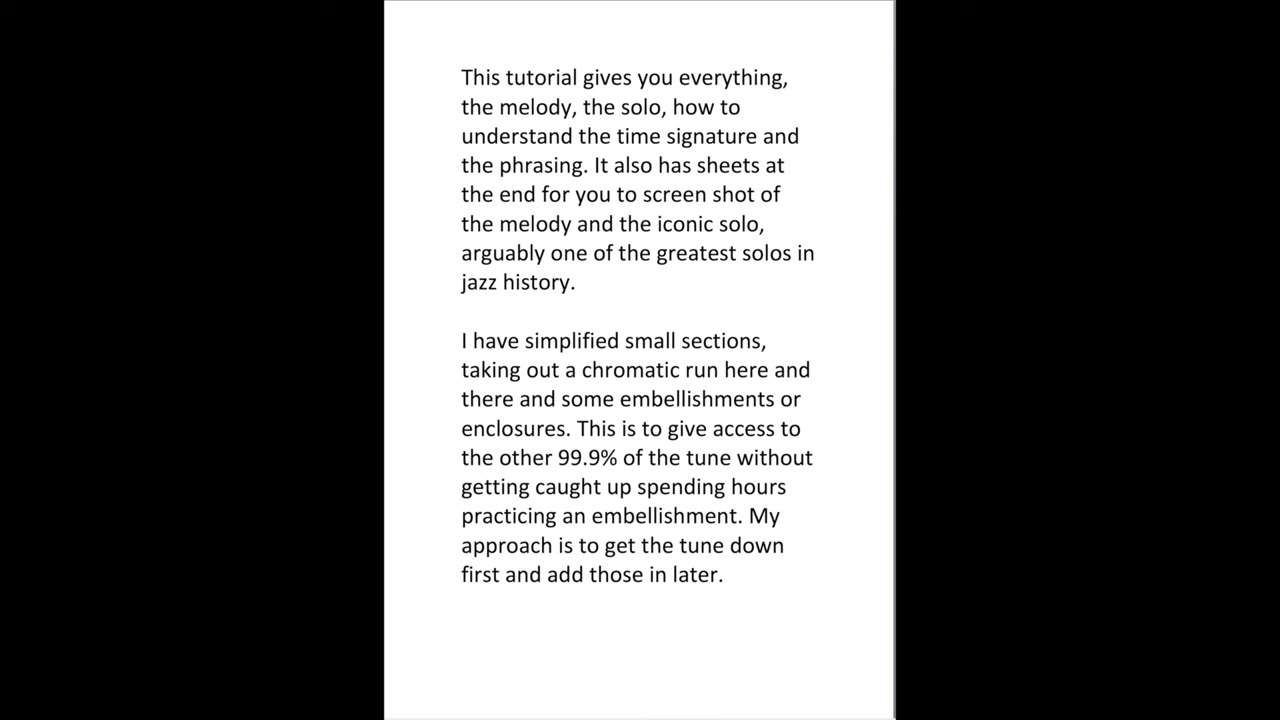 This tutorial gives you everything,
the melody, the solo, how to
understand the time signature and
the phrasing. It also has sheets at
the end for you to screen shot of
the melody and the iconic solo,
arguably one of the greatest solos in
jazz history.
I have simplified small sections,
taking out a chromatic run here and
there and some embellishments or
enclosures. This is to give access to
the other 99.9% of the tune without
getting caught up spending hours
practicing an embellishment. My
approach is to get the tune down
first and add those in later.